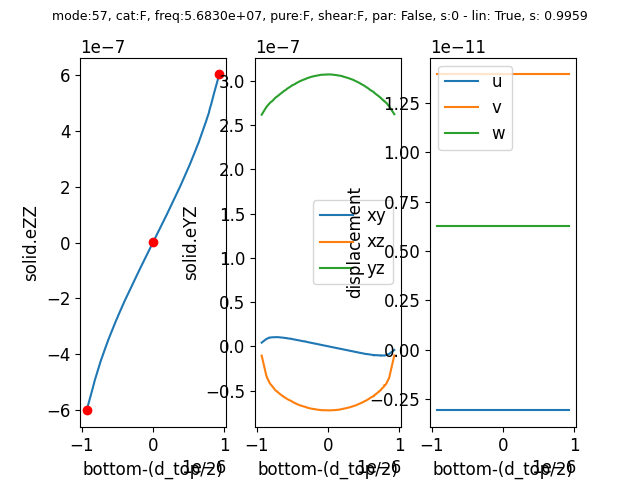 mode:57, cat:F, freq:5.6830e+07, pure:F, shear:F, par: False, s:0 - lin: True, s: 0.9959
1e−7
6
4
2
0
−2
−4
−6
solid.eZZ
−1
0
1
1e−6
bottom-(d_top/2)
1e−7
3.0
2.5
1.5
1.0
0.5
0.0
−0.5
solid.eYZ
xy
xz
yz
−1
0
1
1e−6
bottom-(d_top/2)
1e−11
1.25
1.00
0.75
0.50
0.25
0.00
−0.25
displacement
u
v
w
−1
0
1
bottom-(d_top/2)
1e−6